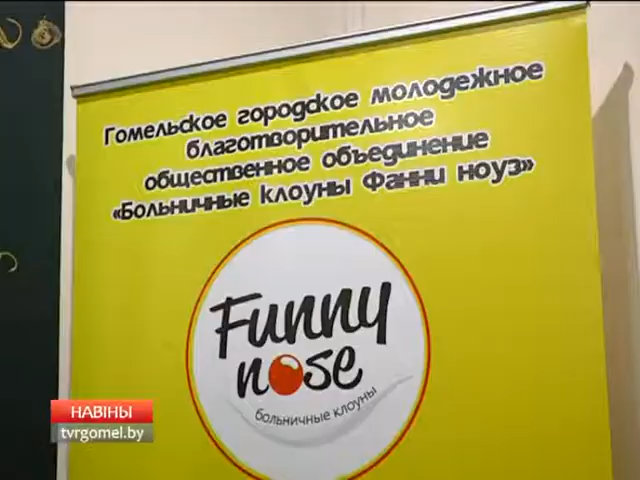 Гомельское городское молодежное
благотворительное
общественное объединение
«Больничные клоуны Фанни ноуз»
Funny
nose
больничные клоуны
НАВІНЫ
tvrgomel.by